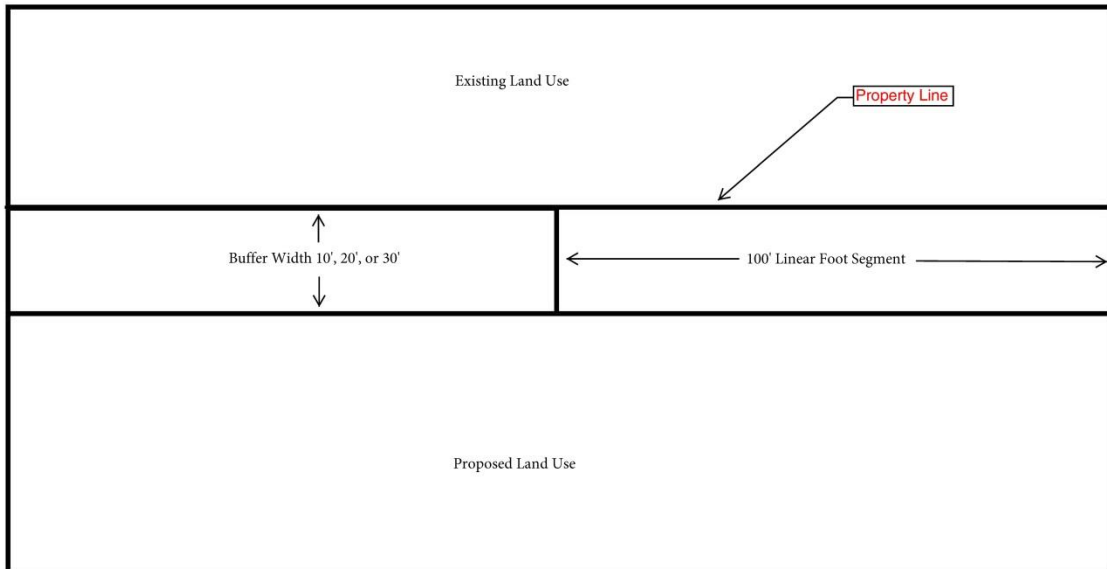 Existing Land Use
Property Line
Buffer Width 10', 20', or 30'
100' Linear Foot Segment
Proposed Land Use